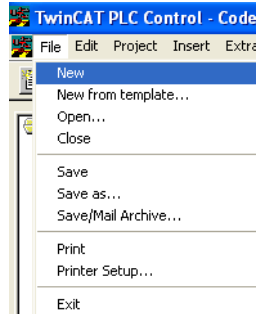 TwinCAT PLC Control - Code
File Edit Project Insert Extra
New
New from template...
Open...
Close
Save
Save as...
Save/Mail Archive...
Print
Printer Setup...
Exit